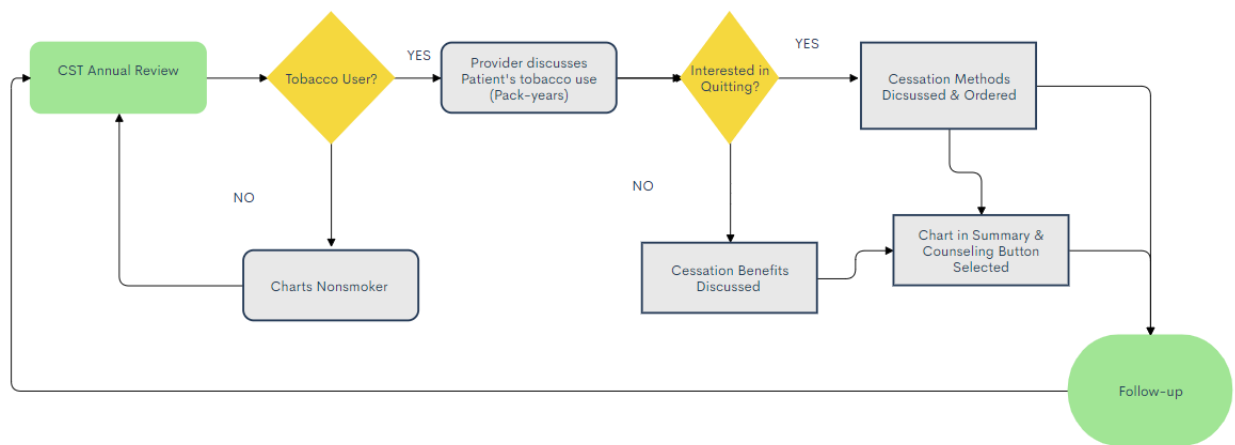 CST Annual Review
Tobacco User?
YES
Provider discusses
Patient's tobacco use
(Pack-years)
Interested in
Quitting?
YES
Cessation Methods
Dicsussed & Ordered
NO
Charts Nonsmoker
NO
Cessation Benefits
Discussed
Chart in Summary &
Counseling Button
Selected
Follow-up